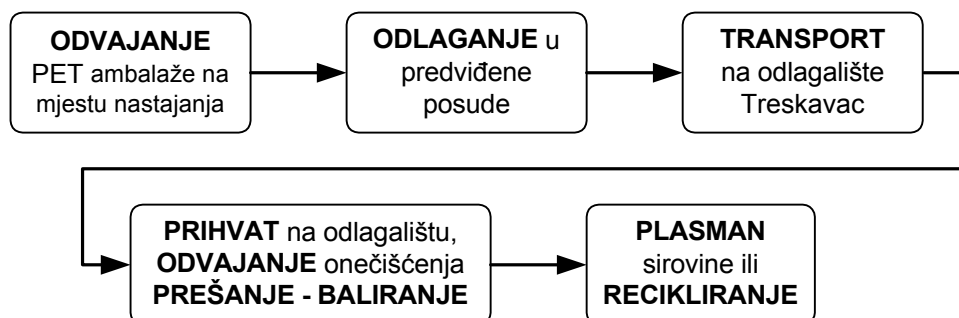 ODVAJANJE
PET ambalaže na
mjestu nastajanja
ODLAGANJE u
predviđene
posude
TRANSPORT
na odlagalište
Treskavac
PRIHVAT na odlagalištu,
ODVAJANJE onečišćenja
PREŠANJE - BALIRANJE
PLASMAN
sirovine ili
RECIKLIRANJE